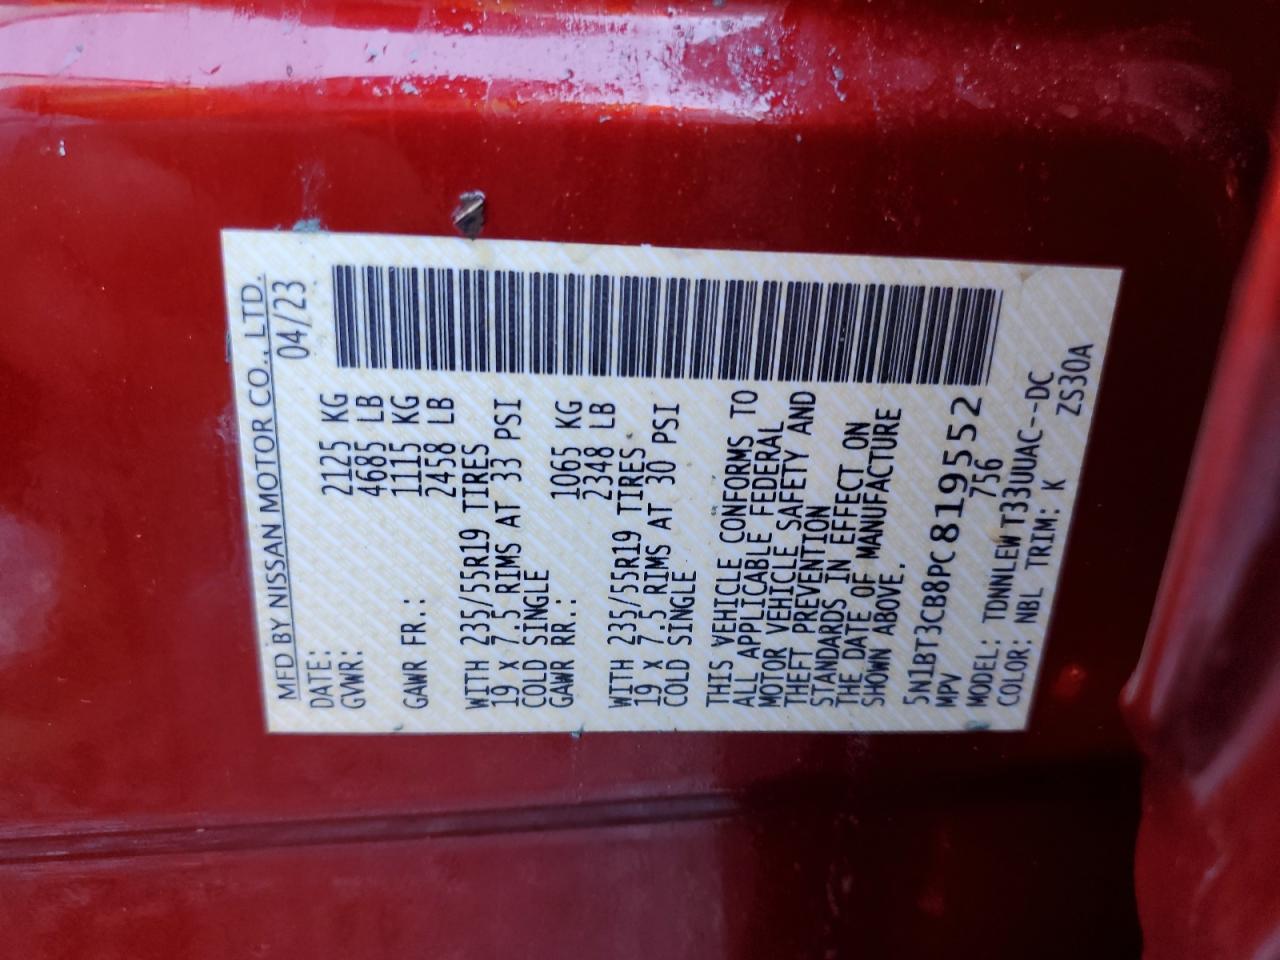 MFD BY NISSAN MOTOR CO., LTD.
DATE: 04/23
GVWR: 2125 KG
4685 LB
GAWR FR.: 1115 KG
2458 LB
WITH 235/55R19 TIRES
19 X 7.5 RIMS AT 33 PSI
COLD SINGLE
GAWR RR.: 1065 KG
2348 LB
WITH 235/55R19 TIRES
19 X 7.5 RIMS AT 30 PSI
COLD SINGLE
THIS VEHICLE CONFORMS TO
ALL APPLICABLE FEDERAL
MOTOR VEHICLE SAFETY AND
THEFT PREVENTION
STANDARDS IN EFFECT ON
THE DATE OF MANUFACTURE
SHOWN ABOVE.
5N1BT3CB8PC819552
MPV 756
MODEL: TDNNLEWT33UUAC--DC
COLOR: NBL TRIM: K ZS30A